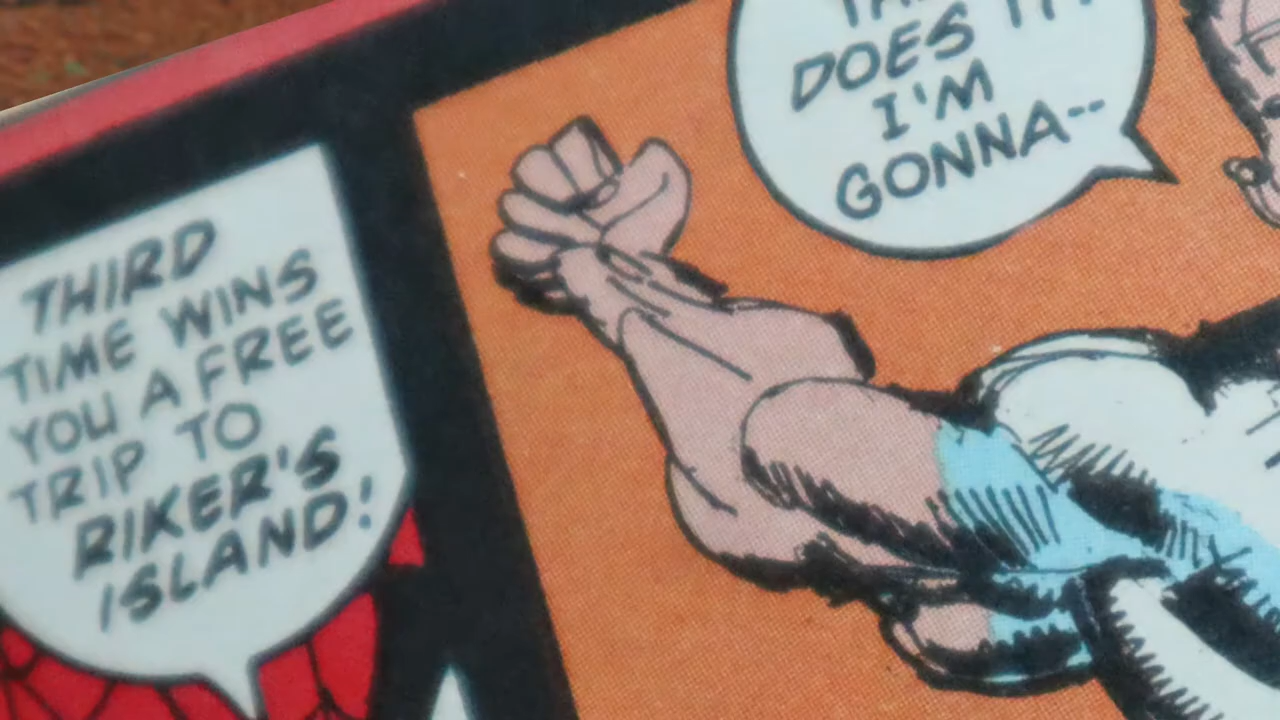 THIRD
TIME WINS
YOU A FREE
TRIP TO
RIKER'S
ISLAND!
DOES IT!
I'M
GONNA--